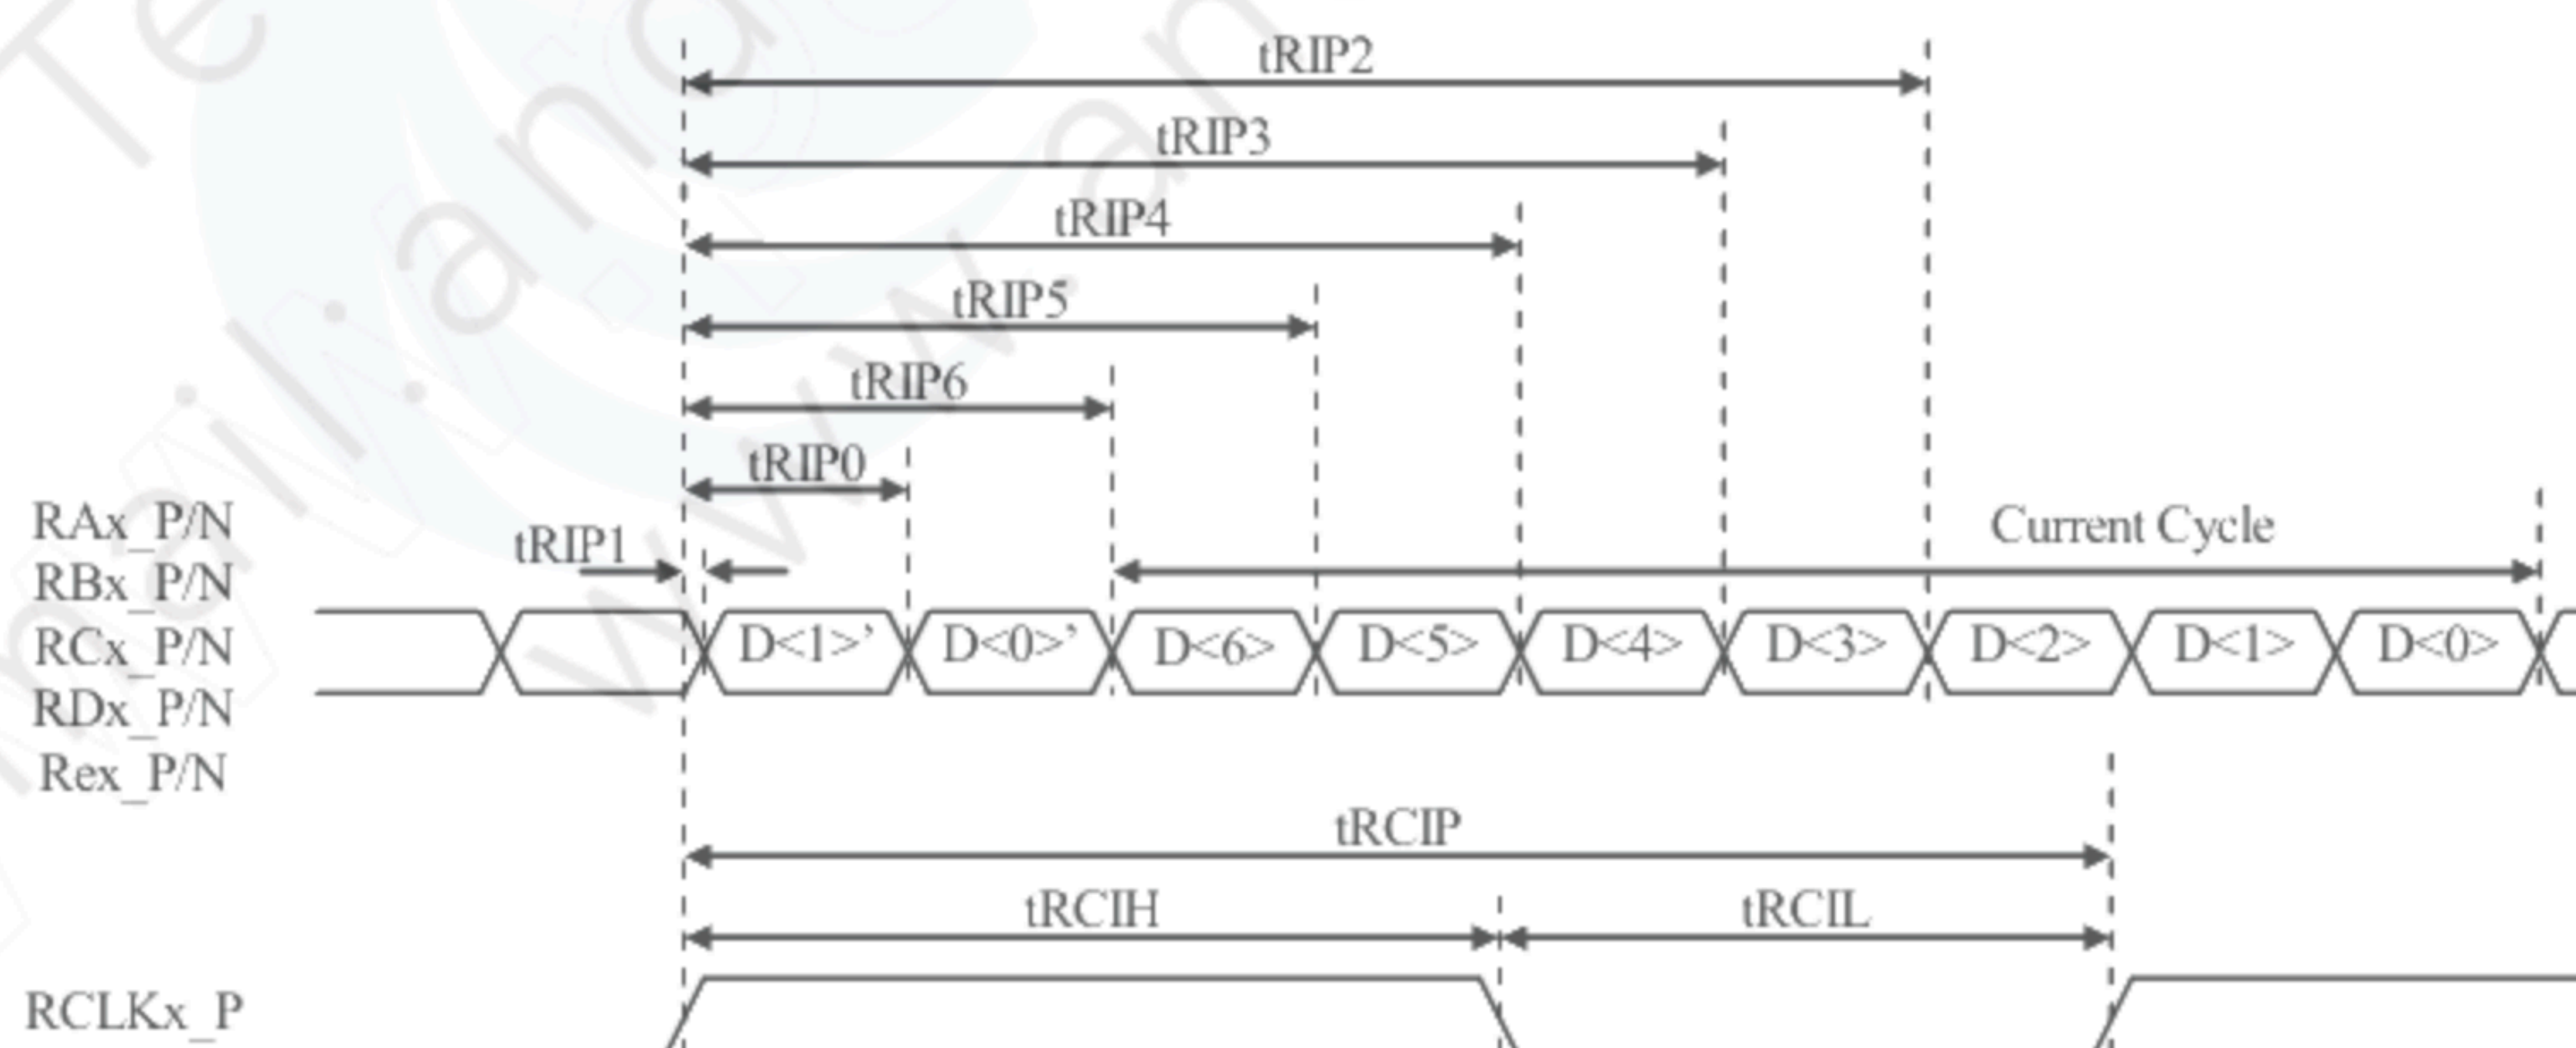 tRIP2
tRIP3
tRIP4
tRIP5
tRIP6
tRIP0
tRIP1
Current Cycle
RAx_P/N
RBx_P/N
RCx_P/N
RDx_P/N
Rex_P/N
D<1>’ D<0>’ D<6> D<5> D<4> D<3> D<2> D<1> D<0>
tRCIP
tRCIH tRCIL
RCLKx_P